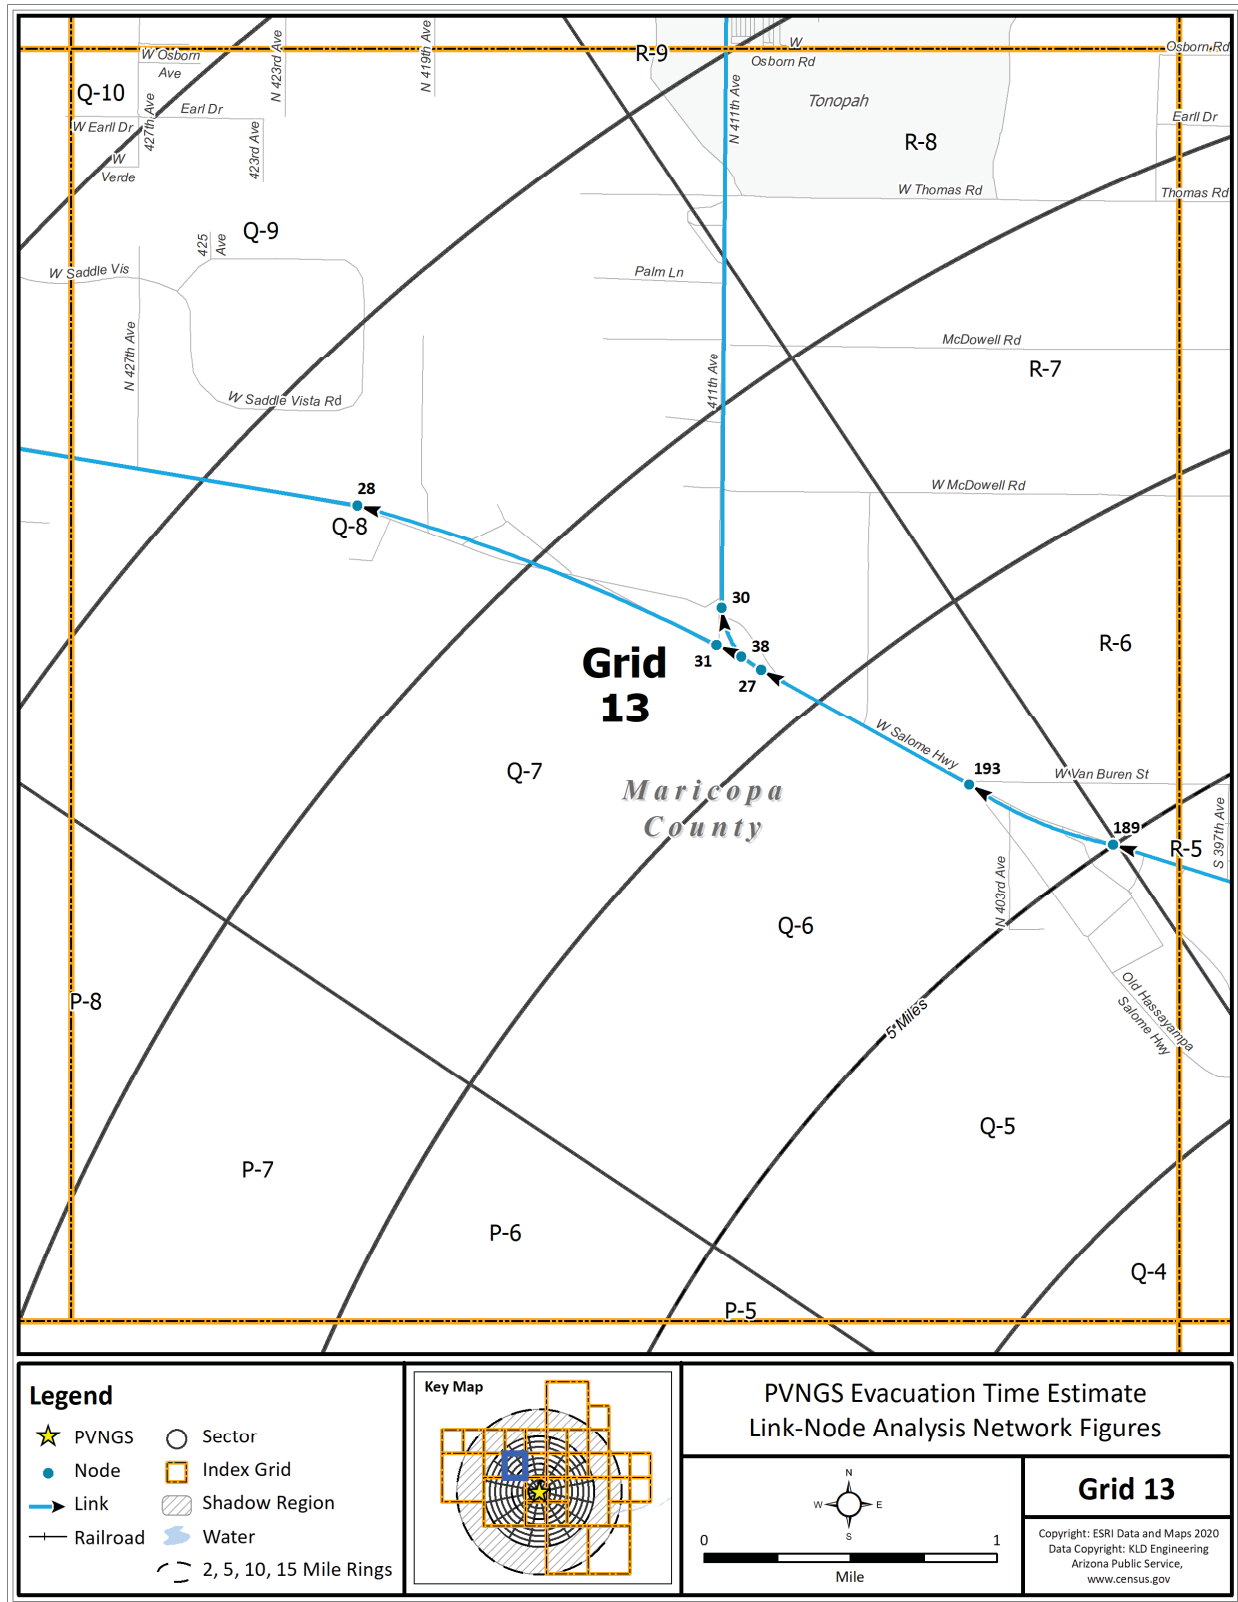 W Osborn
Ave
N 423rd Ave
N 419th Ave
R-9
W
Osborn Rd
Osborn Rd
Q-10
427th Ave
Earl Dr
W Earll Dr
W
Verde
423rd Ave
N 411th Ave
Tonopah
R-8
Earll Dr
W Thomas Rd
Thomas Rd
425
Ave
Q-9
W Saddle Vis
Palm Ln
N 427th Ave
McDowell Rd
411th Ave
R-7
W Saddle Vista Rd
28
Q-8
W McDowell Rd
30
38
31
27
Grid
13
R-6
W Salome Hwy
Q-7
Maricopa
County
193
W Van Buren St
189
R-5
S 397th Ave
N 403rd Ave
Q-6
P-8
5 Miles
Old Hassayampa
Salome Hwy
Q-5
P-7
P-6
Q-4
P-5
Legend
PVNGS
Sector
Node
Index Grid
Link
Shadow Region
Railroad
Water
2, 5, 10, 15 Mile Rings
Key Map
PVNGS Evacuation Time Estimate
Link-Node Analysis Network Figures
N
W
E
S
0
1
Mile
Grid 13
Copyright: ESRI Data and Maps 2020
Data Copyright: KLD Engineering
Arizona Public Service,
www.census.gov